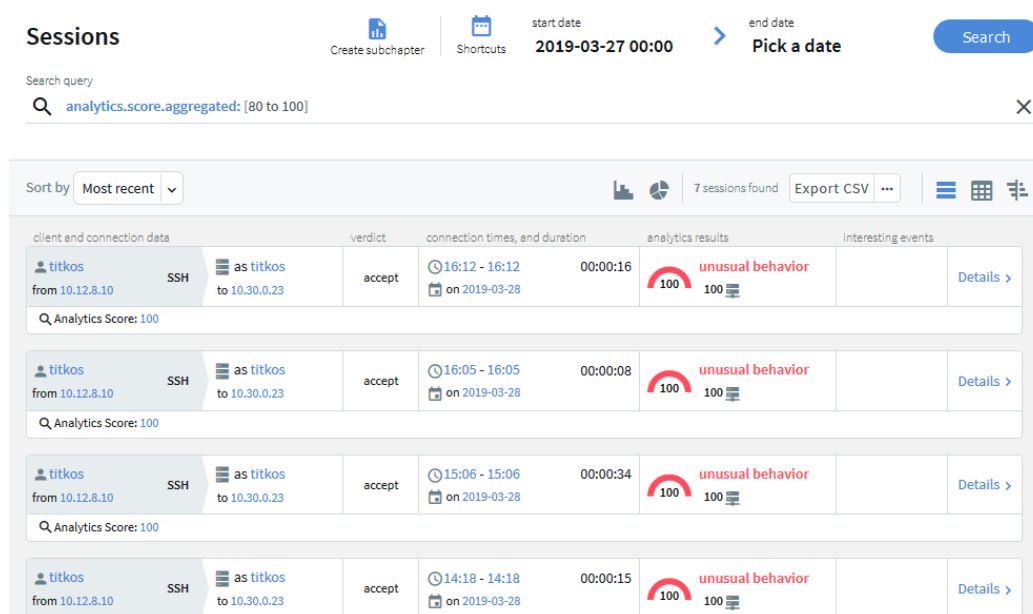 Sessions
Create subchapter
Shortcuts
start date
2019-03-27 00:00
end date
Pick a date
Search
Search query
analytics.score.aggregated: [80 to 100]
Sort by Most recent
7 sessions found
Export CSV
client and connection data verdict connection times, and duration analytics results interesting events
titkos SSH as titkos accept 16:12 - 16:12 00:00:16 100 unusual behavior Details
from 10.12.8.10 to 10.30.0.23 on 2019-03-28 100
Analytics Score: 100
titkos SSH as titkos accept 16:05 - 16:05 00:00:08 100 unusual behavior Details
from 10.12.8.10 to 10.30.0.23 on 2019-03-28 100
Analytics Score: 100
titkos SSH as titkos accept 15:06 - 15:06 00:00:34 100 unusual behavior Details
from 10.12.8.10 to 10.30.0.23 on 2019-03-28 100
Analytics Score: 100
titkos SSH as titkos accept 14:18 - 14:18 00:00:15 100 unusual behavior Details
from 10.12.8.10 to 10.30.0.23 on 2019-03-28 100